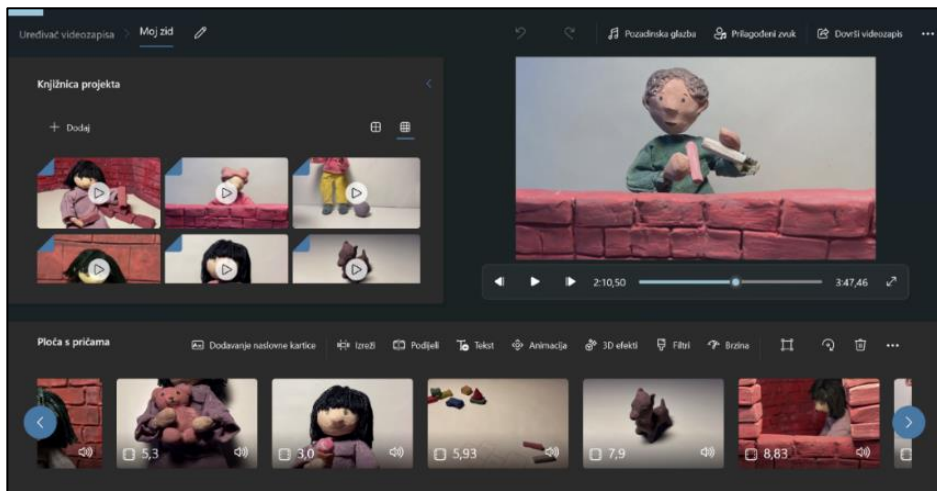 Uređivač videozapisa > Moj zid
Pozadinska glazba Prilagođeni zvuk Dovrši videozapis ...
Knjižnica projekta
+ Dodaj
2:10,50 3:47,46
Ploča s pričama
Dodavanje naslovne kartice Izreži Podijeli Tekst Animacija 3D efekti Filtri Brzina ...
5,3 3,0 5,93 7,9 8,83